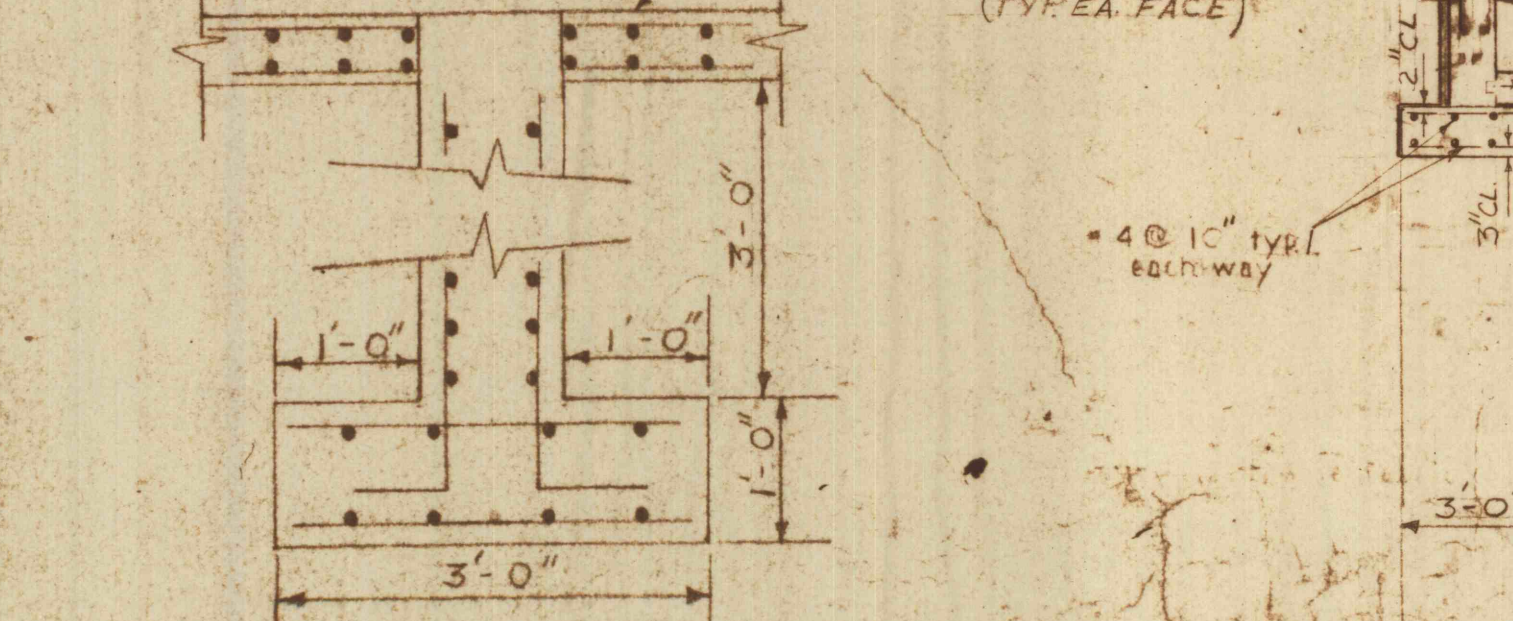 (TYP. EA. FACE)
2" CL
3'-0"
• 4 @ 10" typ.
each way
3" CL.
1'-0"
1'-0"
1'-0"
3'-0
3'-0"